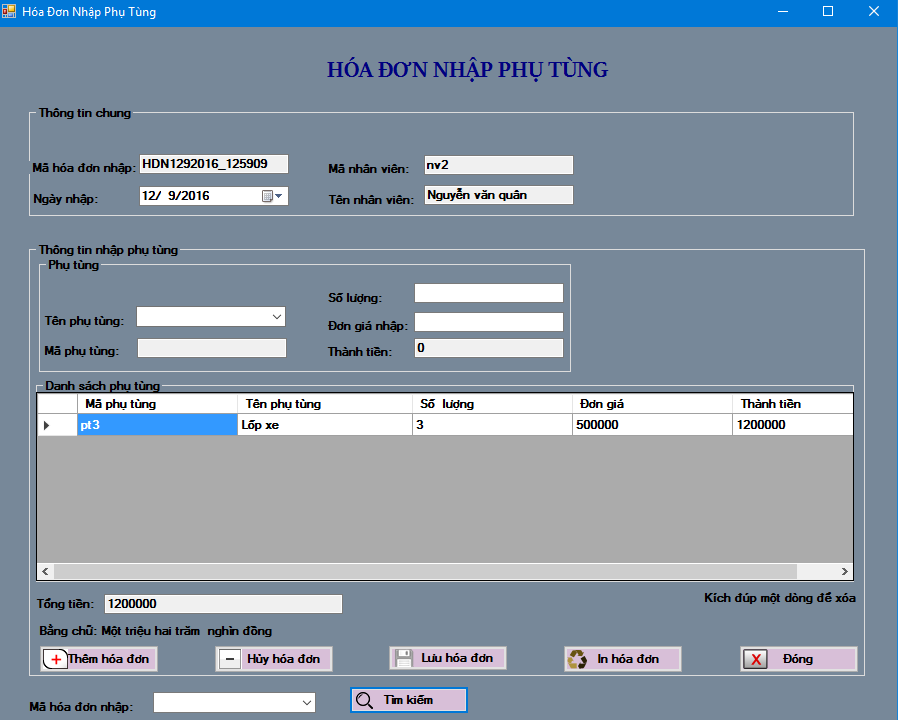 Hóa Đơn Nhập Phụ Tùng
HÓA ĐƠN NHẬP PHỤ TÙNG
Thông tin chung
Mã hóa đơn nhập: HDN1292016_125909 Mã nhân viên: nv2
Ngày nhập: 12/ 9/2016 Tên nhân viên: Nguyễn văn quân
Thông tin nhập phụ tùng
Phụ tùng
Số lượng:
Tên phụ tùng: Đơn giá nhập:
Mã phụ tùng: Thành tiền: 0
Danh sách phụ tùng
Mã phụ tùng Tên phụ tùng Số lượng Đơn giá Thành tiền
pt3 Lốp xe 3 500000 1200000
Tổng tiền: 1200000 Kích đúp một dòng để xóa
Bằng chữ: Một triệu hai trăm nghìn đồng
Thêm hóa đơn Hủy hóa đơn Lưu hóa đơn In hóa đơn X Đóng
Mã hóa đơn nhập: Tìm kiếm